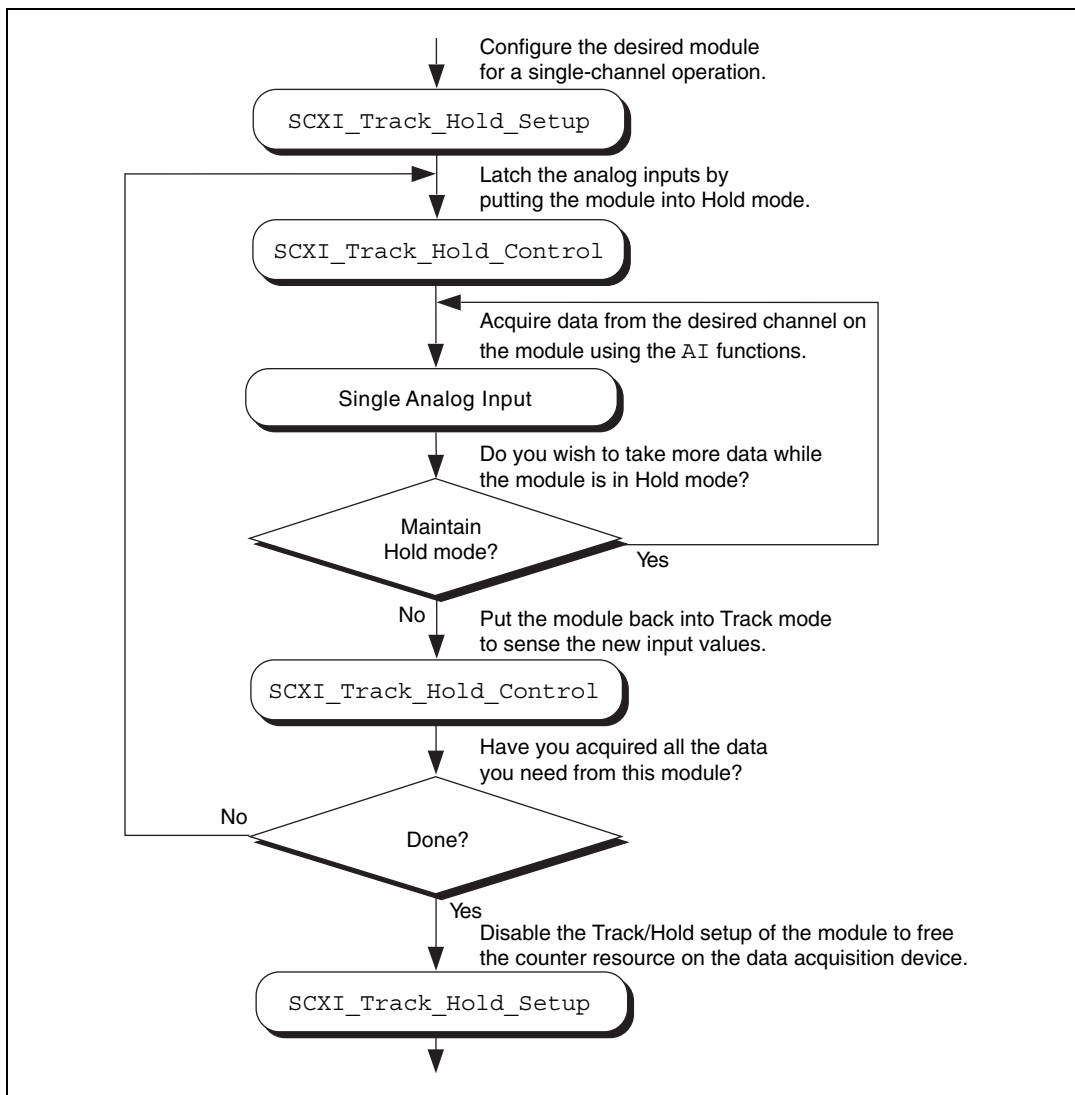 Configure the desired module
for a single-channel operation.
SCXI_Track_Hold_Setup
Latch the analog inputs by
putting the module into Hold mode.
SCXI_Track_Hold_Control
Acquire data from the desired channel on
the module using the AI functions.
Single Analog Input
Do you wish to take more data while
the module is in Hold mode?
Maintain
Hold mode?
Yes
No
Put the module back into Track mode
to sense the new input values.
SCXI_Track_Hold_Control
Have you acquired all the data
you need from this module?
No
Done?
Yes
Disable the Track/Hold setup of the module to free
the counter resource on the data acquisition device.
SCXI_Track_Hold_Setup